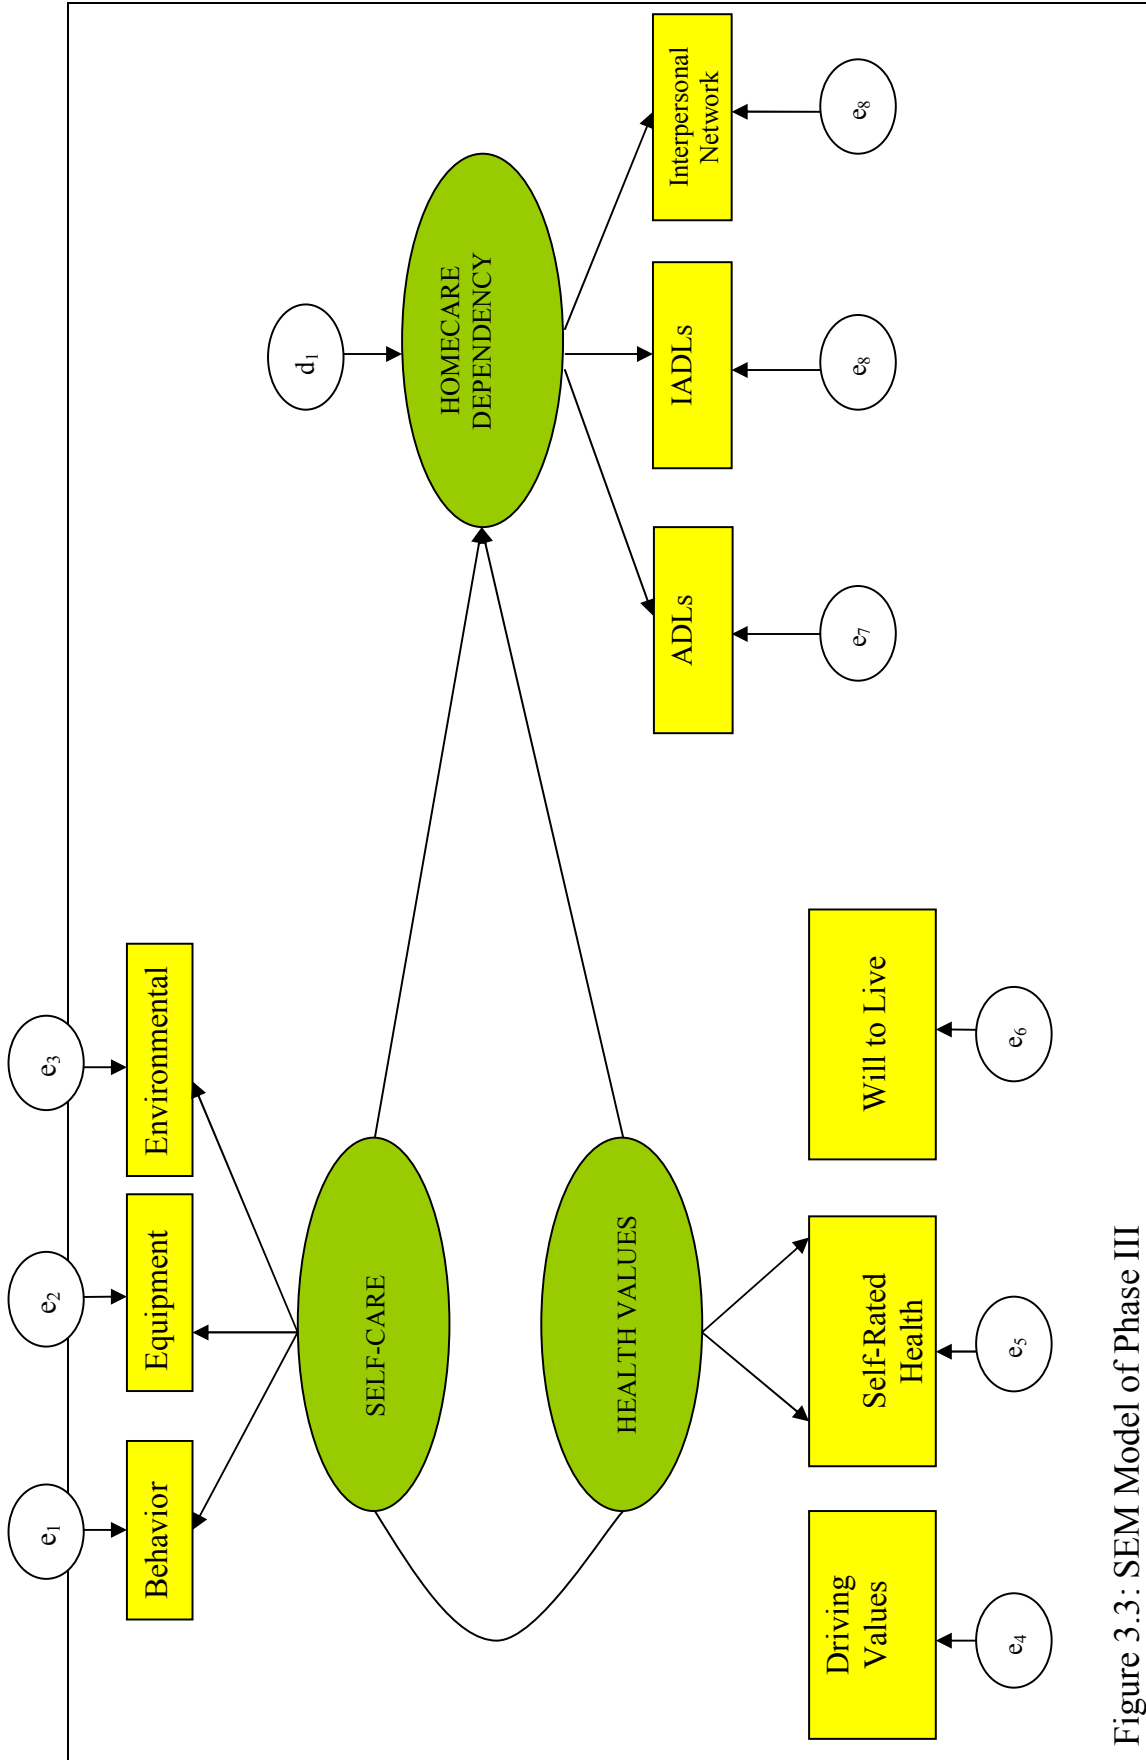 e₁
e₂
e₃
Behavior
Equipment
Environmental
d₁
SELF-CARE
HOMECARE
DEPENDENCY
HEALTH VALUES
ADLs
IADLs
Interpersonal
Network
e₇
e₈
e₈
Driving
Values
Self-Rated
Health
Will to Live
e₄
e₅
e₆
Figure 3.3: SEM Model of Phase III